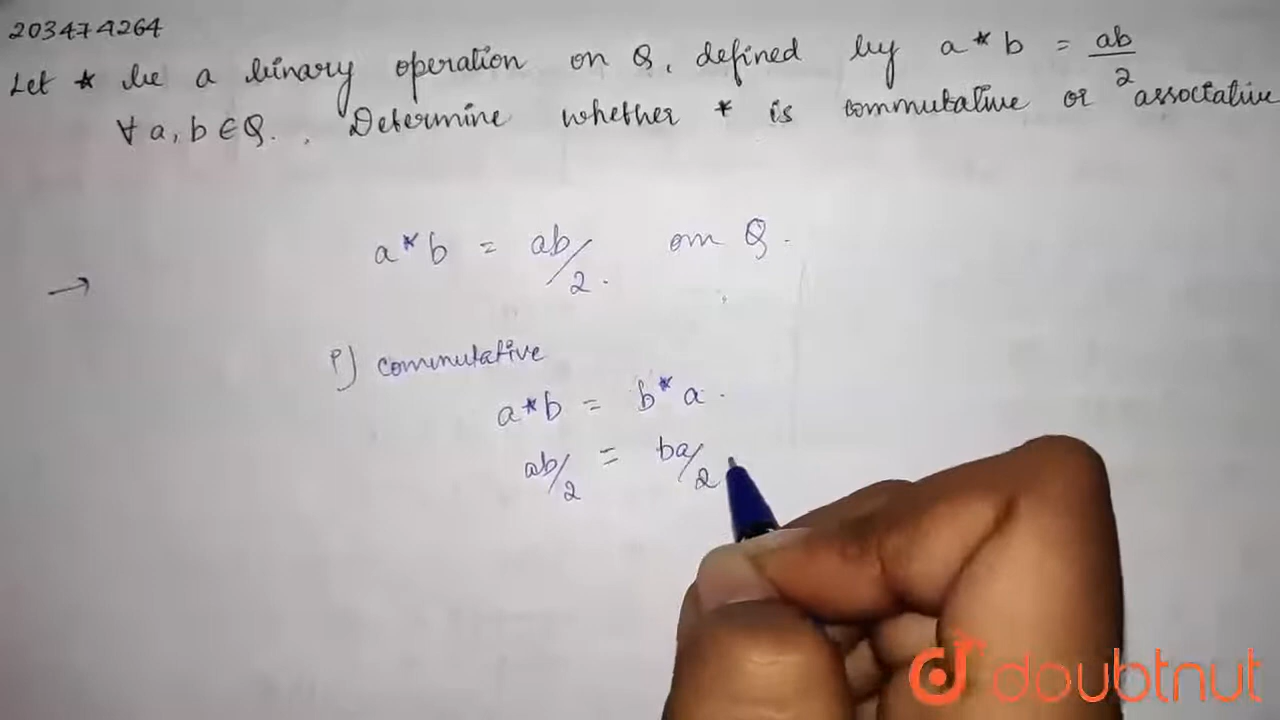 203474264
Let * be a binary operation on Q, defined by a * b = ab/2
∀ a, b ∈ Q. Determine whether * is commutative or associative
→ a * b = ab/2. on Q.
i) commutative
a * b = b * a.
ab/2 = ba/2
doubtnut